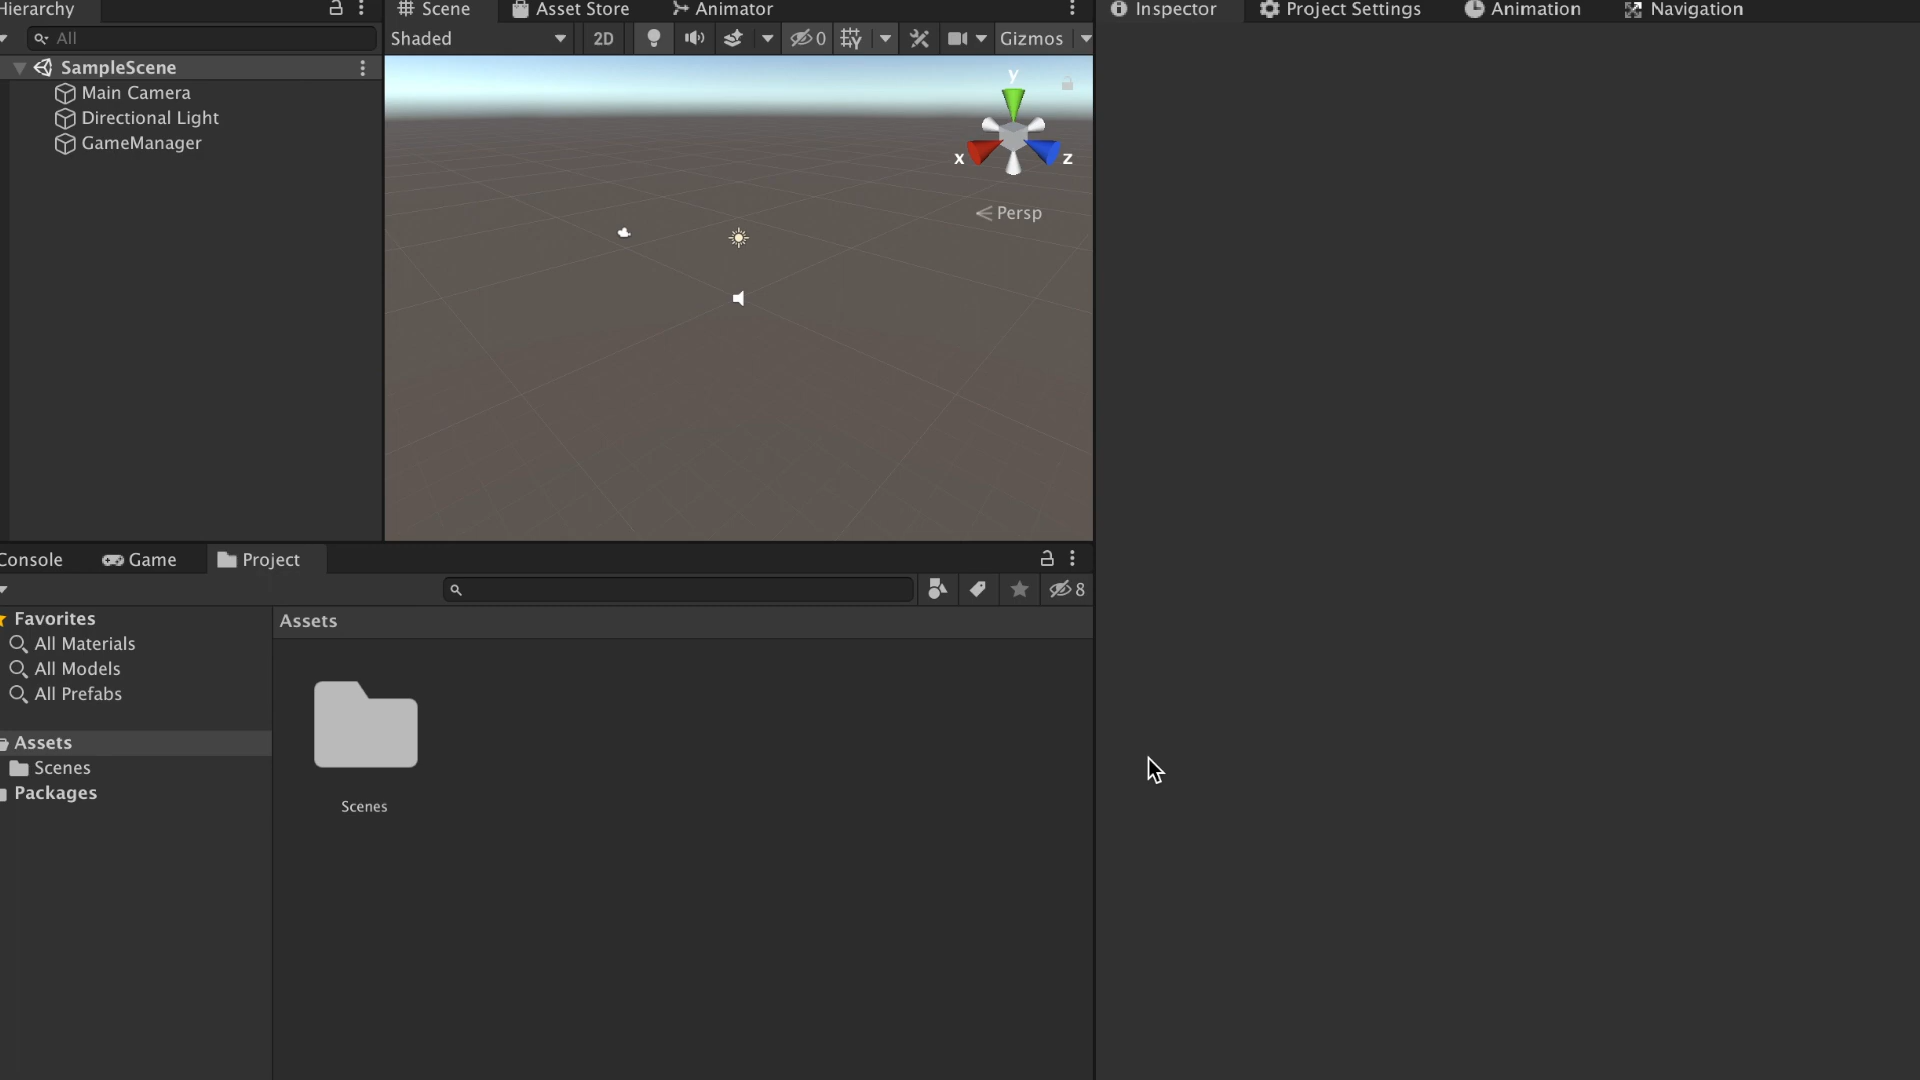 Hierarchy
Scene
Asset Store
Animator
Inspector
Project Settings
Animation
Navigation
All
Shaded
2D
0
Gizmos
SampleScene
Main Camera
Directional Light
GameManager
y
x
z
Persp
Console
Game
Project
8
Favorites
All Materials
All Models
All Prefabs
Assets
Scenes
Packages
Assets
Scenes